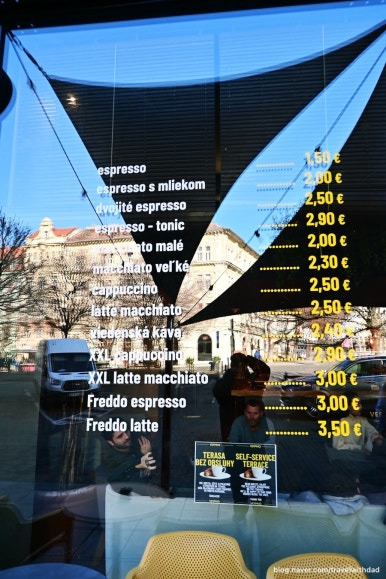 espresso ......... 1,50 €
espresso s mliekom ......... 2,00 €
dvojité espresso ......... 2,50 €
espresso - tonic ......... 2,90 €
macchiato malé ......... 2,00 €
macchiato veľké ......... 2,30 €
cappuccino ......... 2,50 €
latte macchiato ......... 2,50 €
viedenská káva ......... 2,40 €
XXL cappuccino ......... 2,90 €
XXL latte macchiato ......... 3,00 €
Freddo espresso ......... 3,00 €
Freddo latte ......... 3,50 €
TERASA
BEZ OBSLUHY
SELF-SERVICE
TERRACE
blog.naver.com/travelwithdad